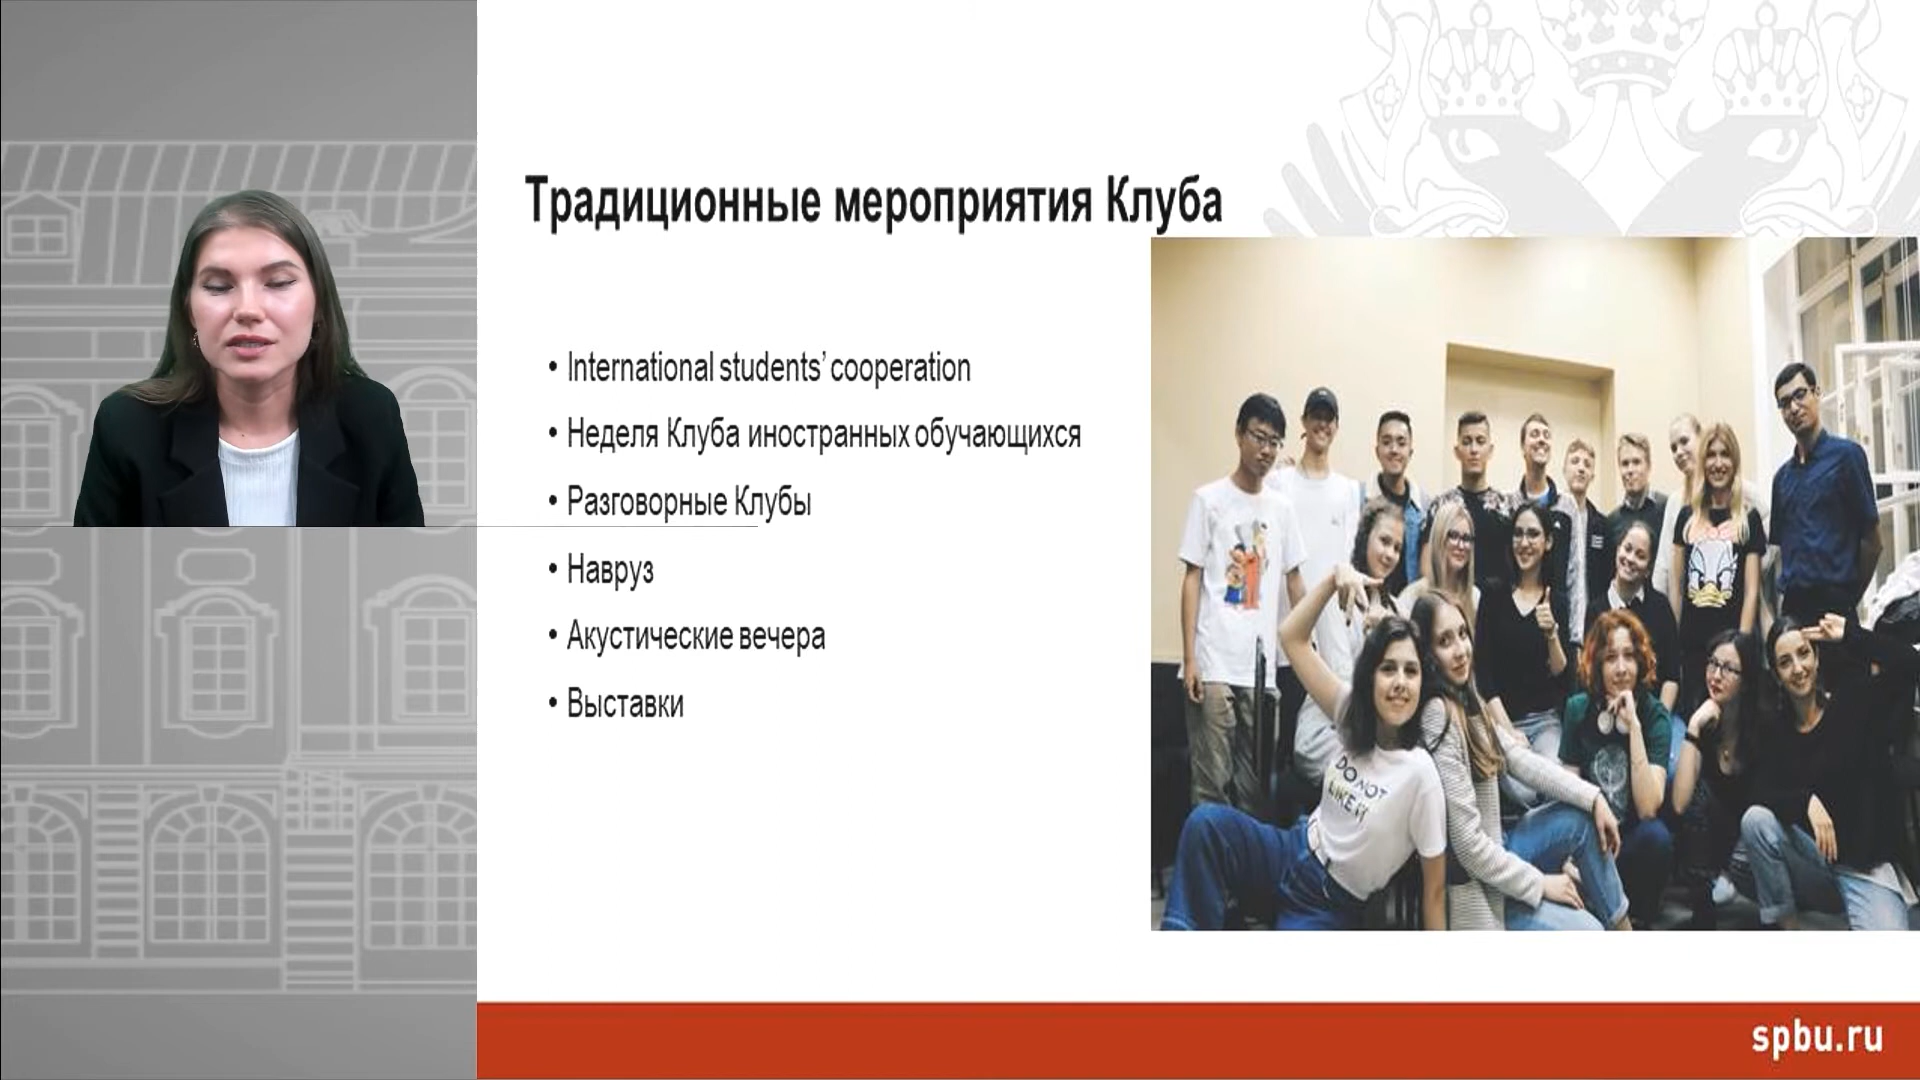 Традиционные мероприятия Клуба
• International students’ cooperation
• Неделя Клуба иностранных обучающихся
• Разговорные Клубы
• Навруз
• Акустические вечера
• Выставки
DO NOT
LIKE IT
spbu.ru